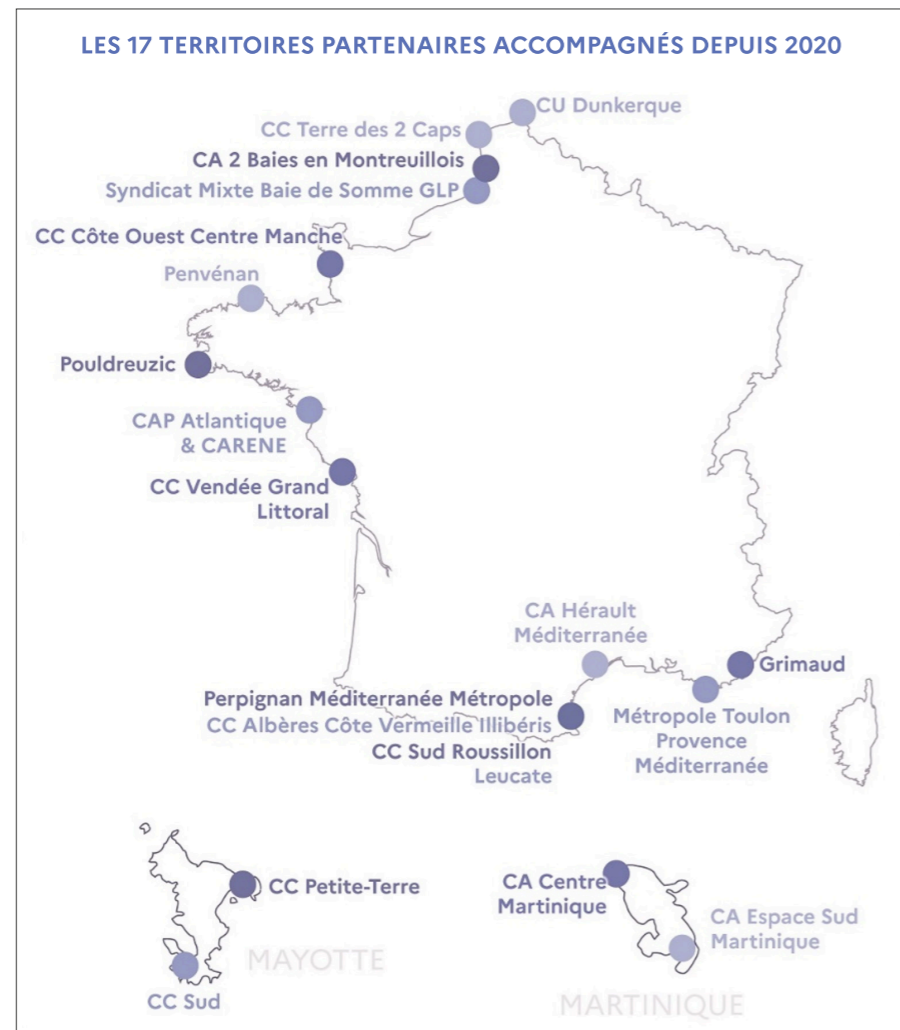 LES 17 TERRITOIRES PARTENAIRES ACCOMPAGNÉS DEPUIS 2020
CU Dunkerque
CC Terre des 2 Caps
CA 2 Baies en Montreuillois
Syndicat Mixte Baie de Somme GLP
CC Côte Ouest Centre Manche
Penvénan
Pouldreuzic
CAP Atlantique
& CARENE
CC Vendée Grand
Littoral
CA Hérault
Méditerranée
Grimaud
Perpignan Méditerranée Métropole
CC Albères Côte Vermeille Illibéris
CC Sud Roussillon
Leucate
Métropole Toulon
Provence
Méditerranée
CC Petite-Terre
MAYOTTE
CC Sud
CA Centre
Martinique
CA Espace Sud
Martinique
MARTINIQUE